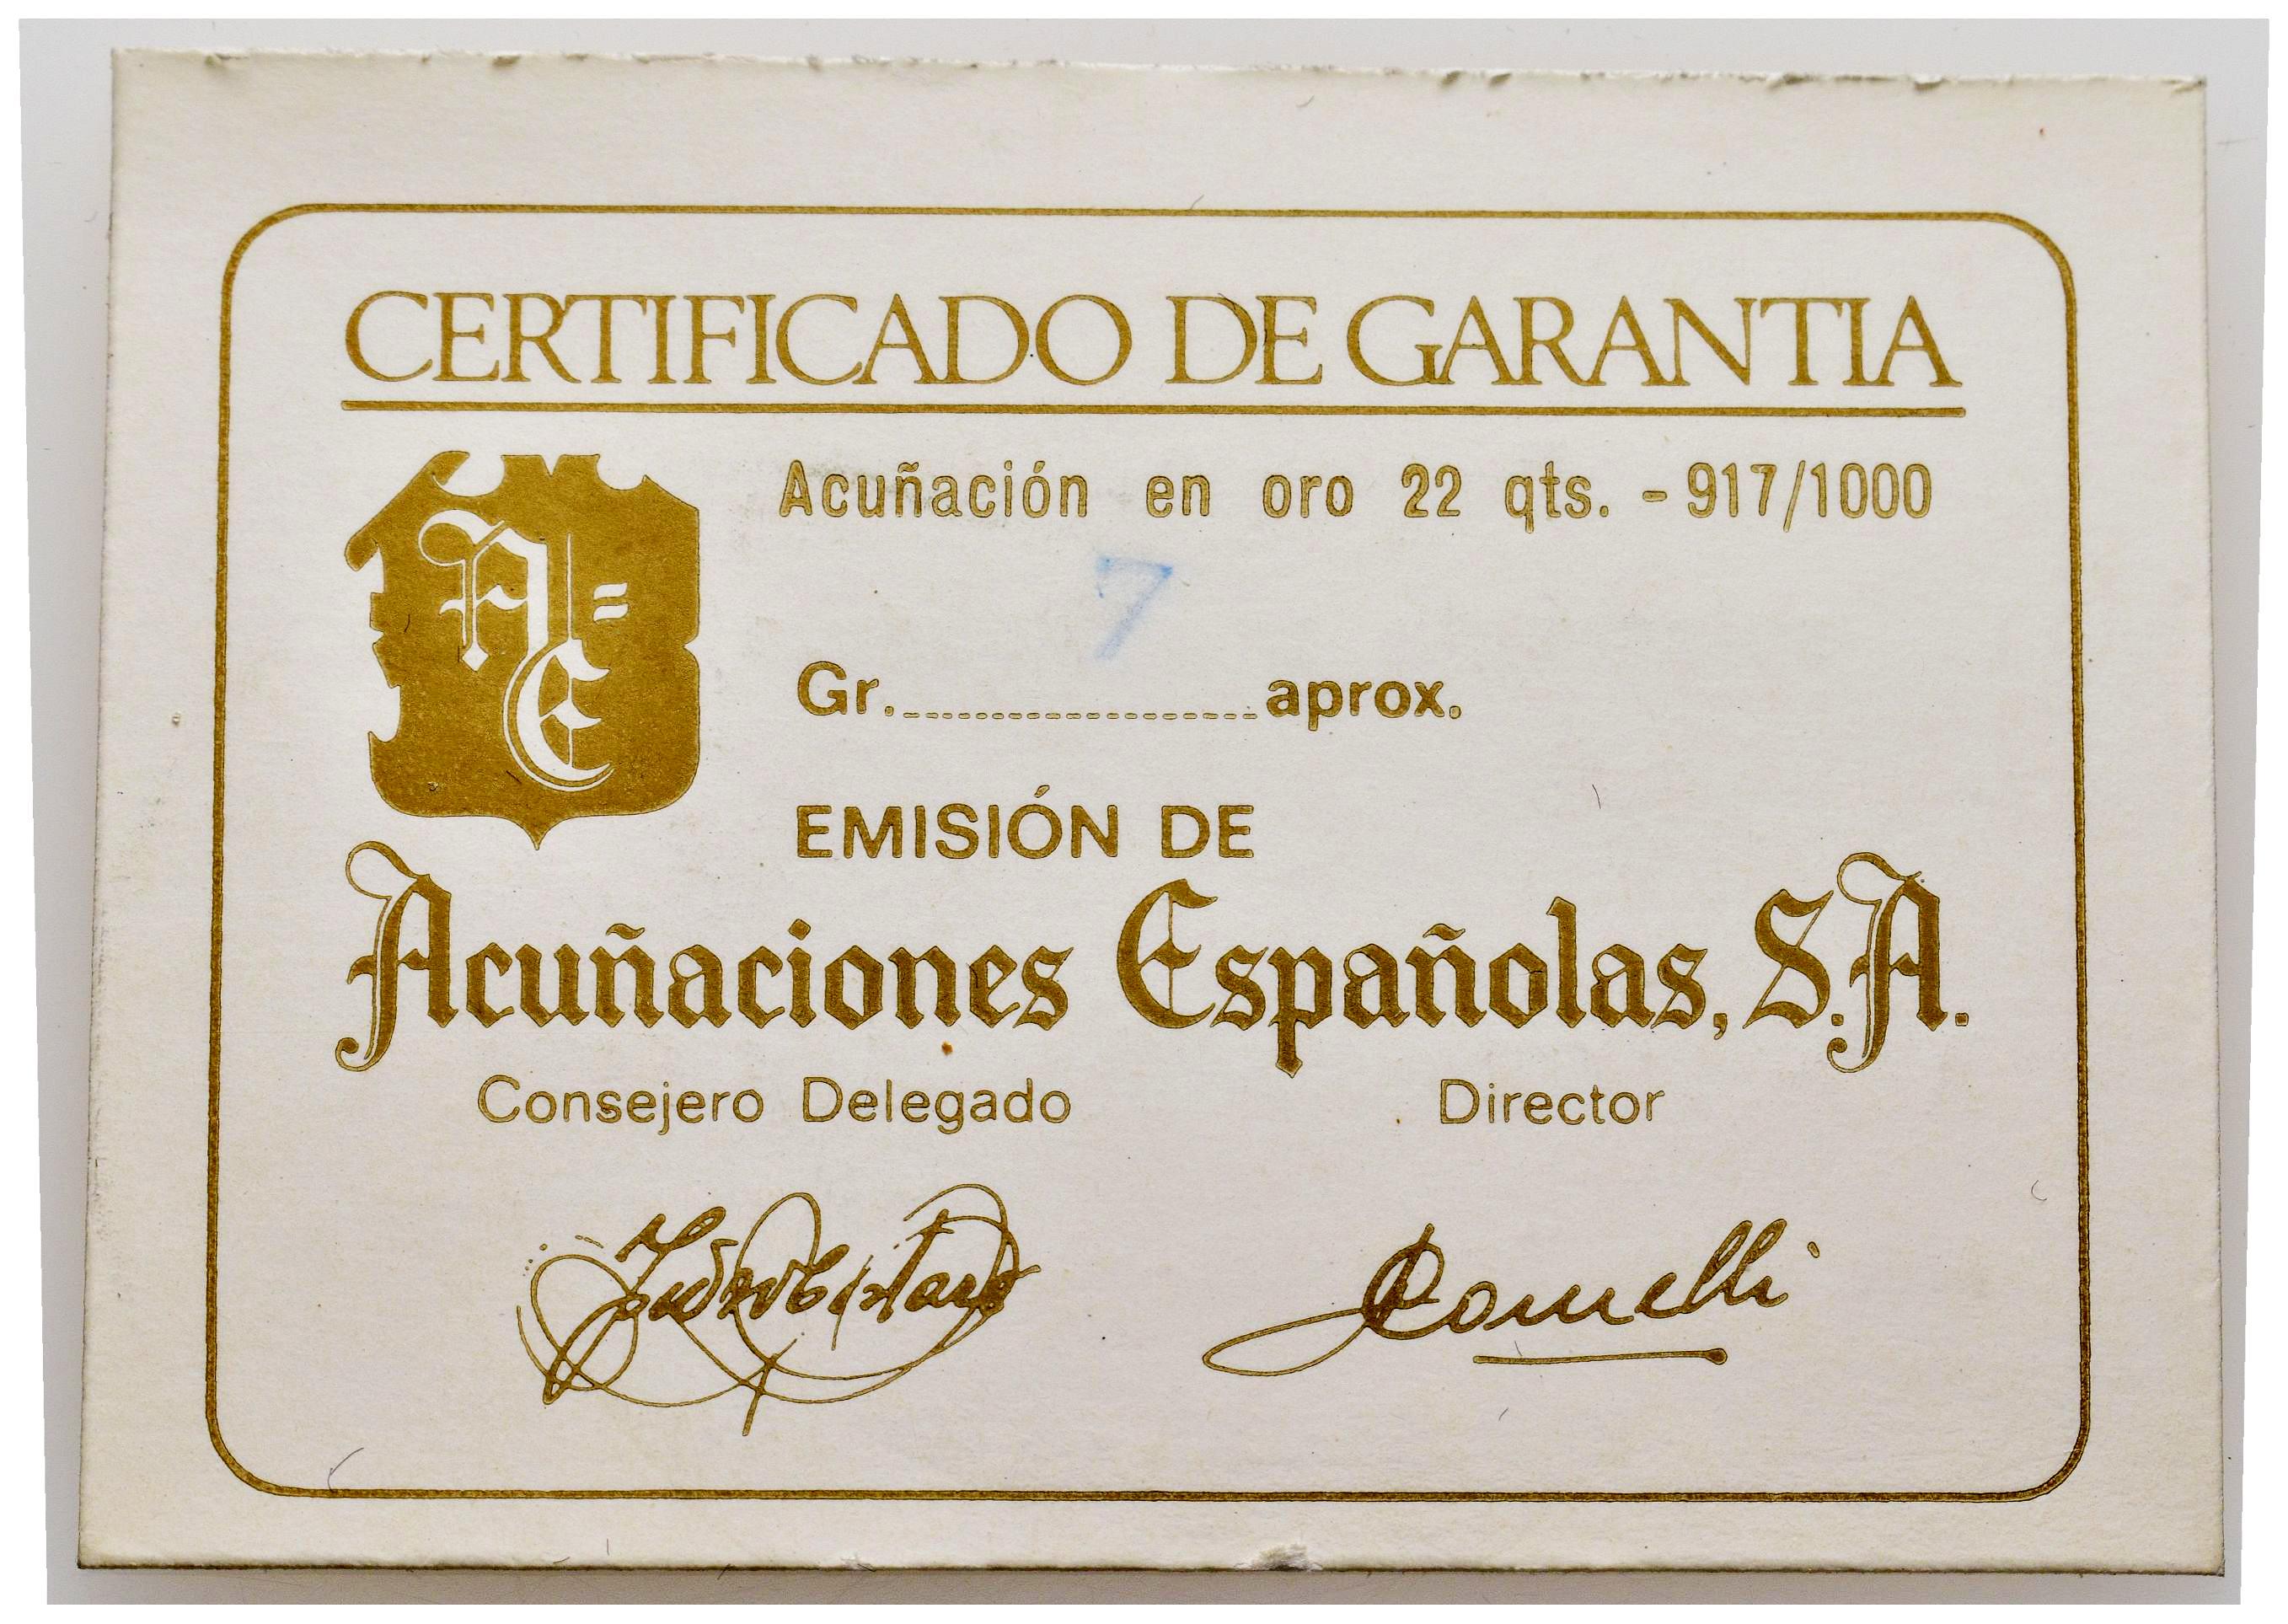 CERTIFICADO DE GARANTIA
Acuñación en oro 22 qts. - 917/1000
7
Gr. aprox.
EMISIÓN DE
AE
Acuñaciones Españolas, S.A.
Consejero Delegado Director